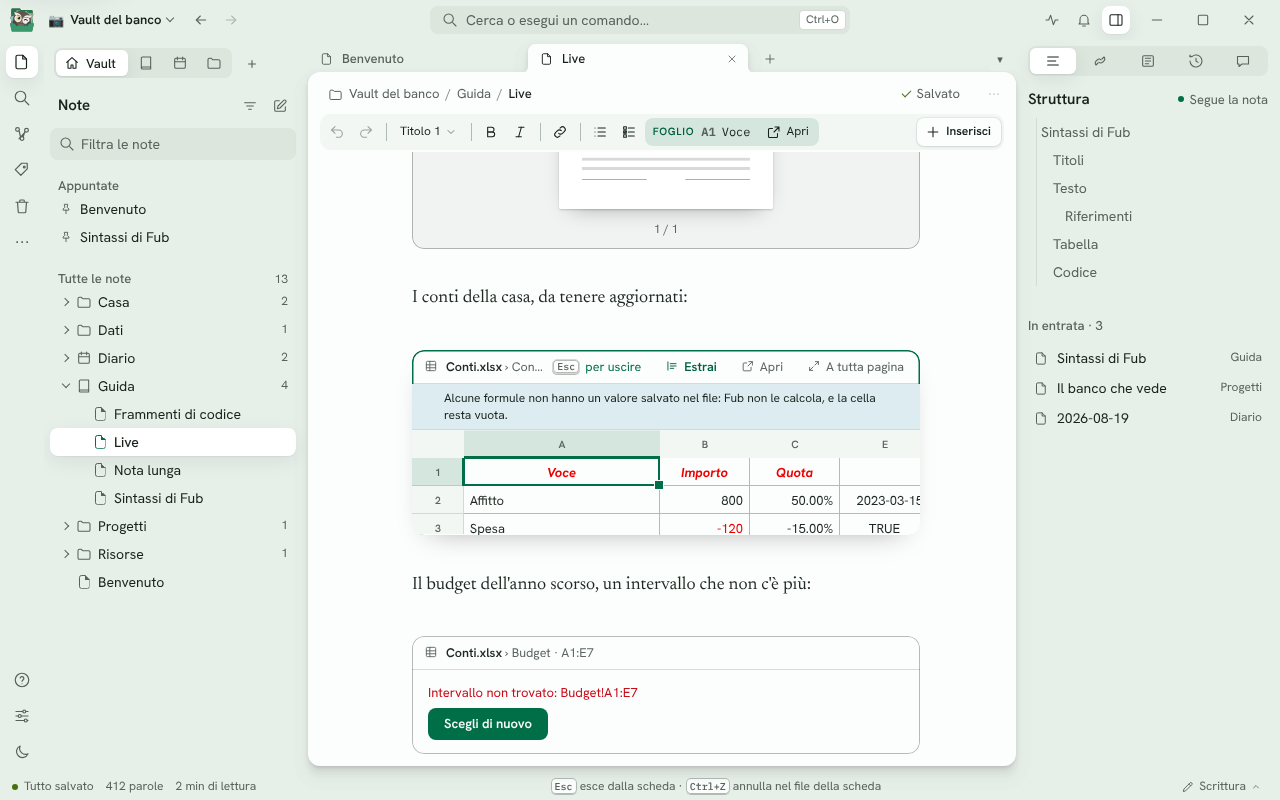 Vault del banco
Cerca o esegui un comando…
Ctrl+O
Vault
Note
Filtra le note
Appuntate
Benvenuto
Sintassi di Fub
Tutte le note 13
Casa 2
Dati 1
Diario 2
Guida 4
Frammenti di codice
Live
Nota lunga
Sintassi di Fub
Progetti 1
Risorse 1
Benvenuto
Benvenuto
Live
Vault del banco / Guida / Live
Salvato
Titolo 1
B I
FOGLIO A1 Voce Apri
Inserisci
1 / 1
I conti della casa, da tenere aggiornati:
Conti.xlsx › Con… Esc per uscire Estrai Apri A tutta pagina
Alcune formule non hanno un valore salvato nel file: Fub non le calcola, e la cella
resta vuota.
A B C E
1 Voce Importo Quota
2 Affitto 800 50.00% 2023-03-15
3 Spesa -120 -15.00% TRUE
Il budget dell'anno scorso, un intervallo che non c'è più:
Conti.xlsx › Budget · A1:E7
Intervallo non trovato: Budget!A1:E7
Scegli di nuovo
Struttura
Segue la nota
Sintassi di Fub
Titoli
Testo
Riferimenti
Tabella
Codice
In entrata · 3
Sintassi di Fub Guida
Il banco che vede Progetti
2026-08-19 Diario
Tutto salvato 412 parole 2 min di lettura
Esc esce dalla scheda · Ctrl+Z annulla nel file della scheda
Scrittura